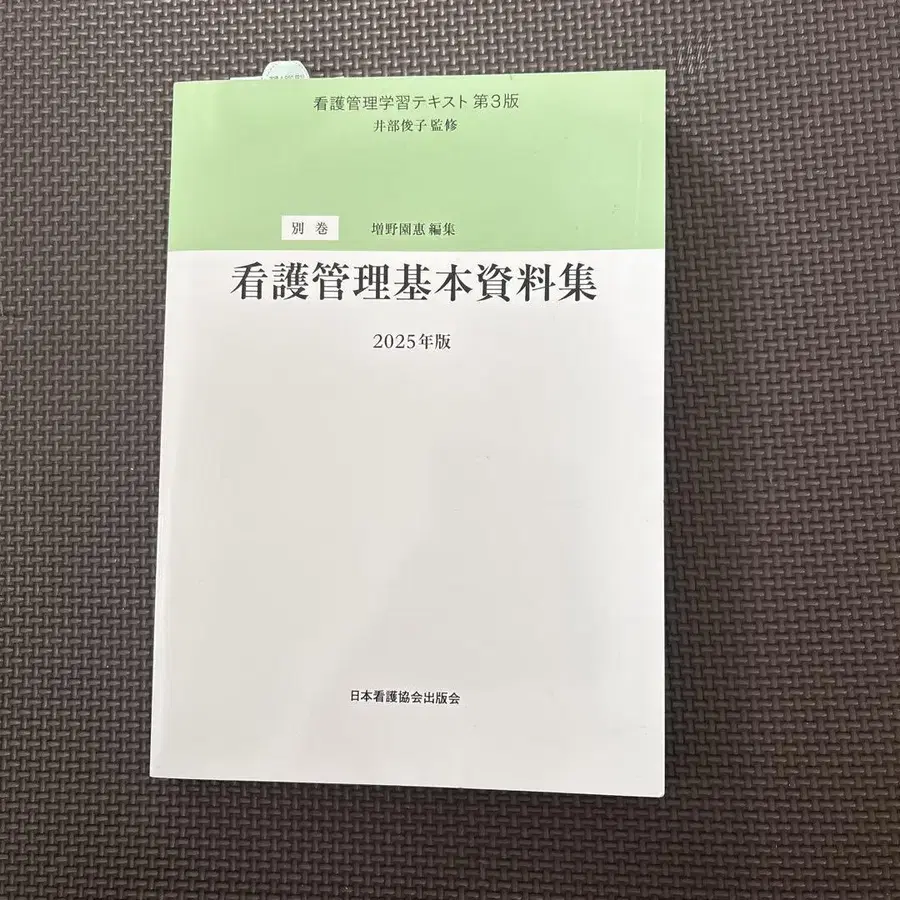 看護管理学習テキスト 第3版
井部俊子 監修
別巻 増野園惠 編集
看護管理基本資料集
2025年版
日本看護協会出版会